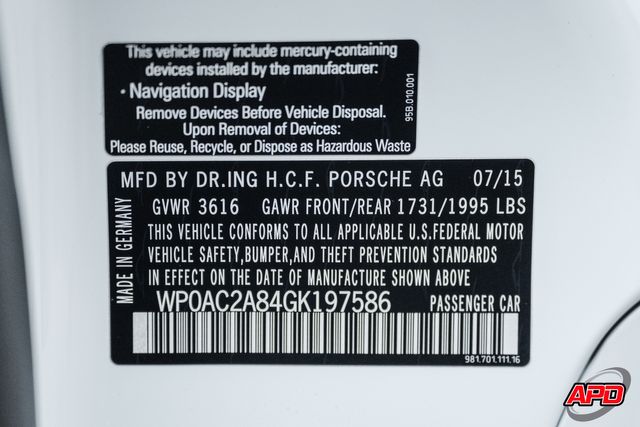 This vehicle may include mercury-containing
devices installed by the manufacturer:
• Navigation Display
Remove Devices Before Vehicle Disposal.
Upon Removal of Devices:
Please Reuse, Recycle, or Dispose as Hazardous Waste
95B.010.001
MFD BY DR.ING H.C.F. PORSCHE AG 07/15
GVWR 3616 GAWR FRONT/REAR 1731/1995 LBS
THIS VEHICLE CONFORMS TO ALL APPLICABLE U.S.FEDERAL MOTOR
VEHICLE SAFETY,BUMPER,AND THEFT PREVENTION STANDARDS
IN EFFECT ON THE DATE OF MANUFACTURE SHOWN ABOVE.
WP0AC2A84GK197586 PASSENGER CAR
MADE IN GERMANY
981.701.111.16
APD